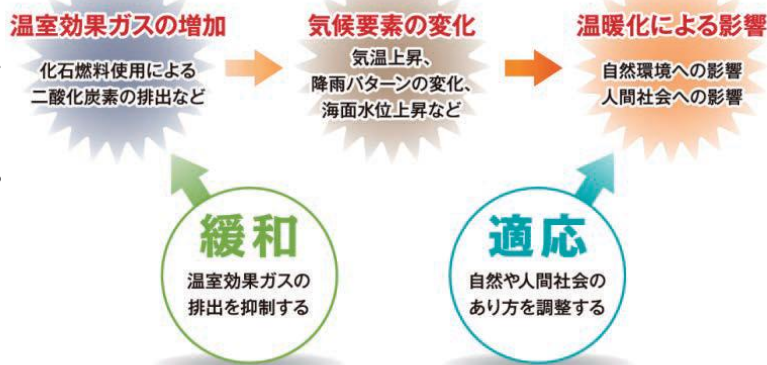 温室効果ガスの増加
化石燃料使用による
二酸化炭素の排出など
気候要素の変化
気温上昇、
降雨パターンの変化、
海面水位上昇など
温暖化による影響
自然環境への影響
人間社会への影響
緩和
温室効果ガスの
排出を抑制する
適応
自然や人間社会の
あり方を調整する